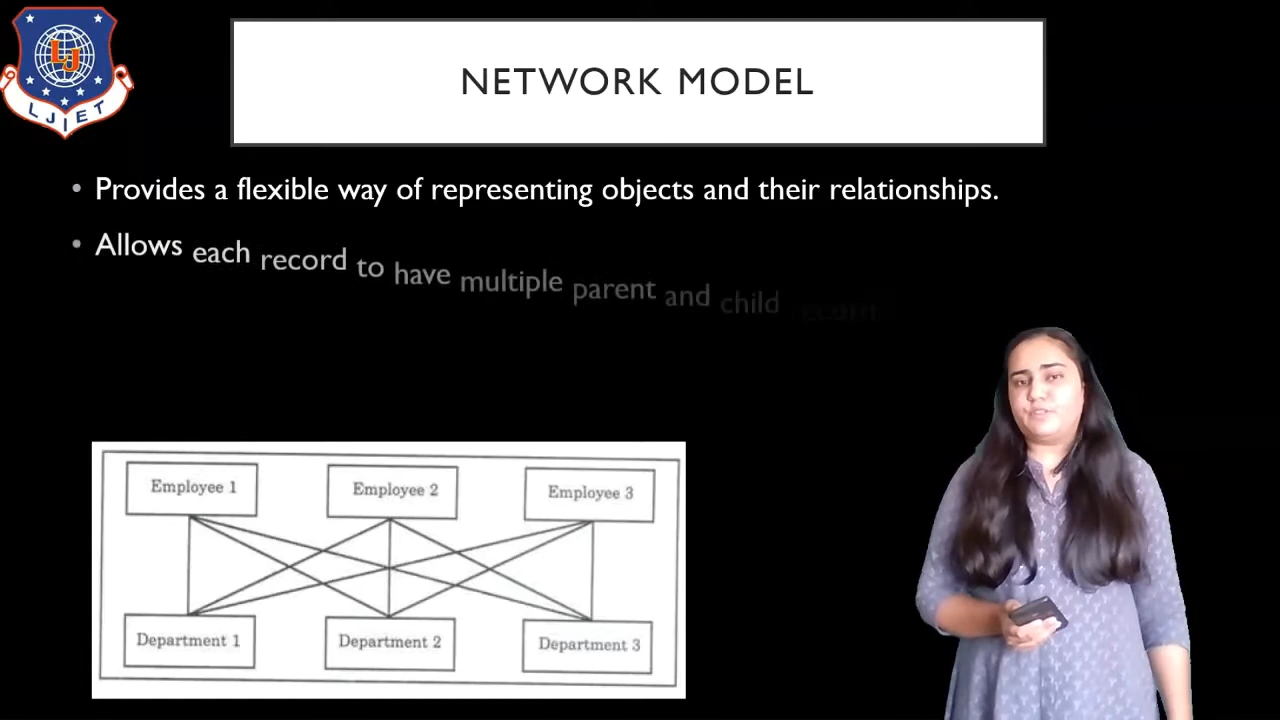 LJ
LJIET
NETWORK MODEL
• Provides a flexible way of representing objects and their relationships.
• Allows each record to have multiple parent and child
Employee 1 Employee 2 Employee 3
Department 1 Department 2 Department 3